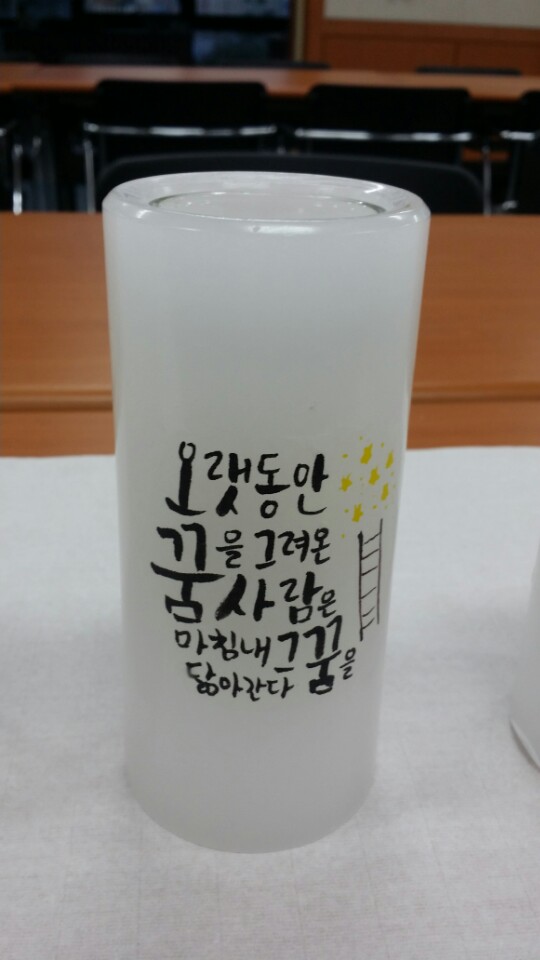 오랫동안
꿈을 그려온
사람은
마침내 그 꿈을
닮아간다